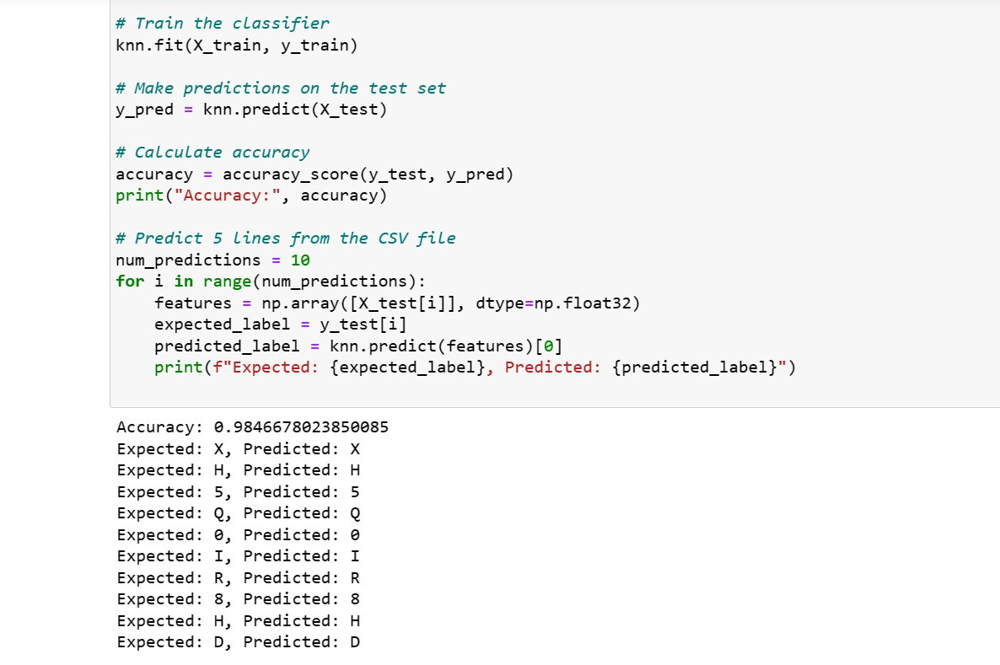 # Train the classifier
knn.fit(X_train, y_train)
# Make predictions on the test set
y_pred = knn.predict(X_test)
# Calculate accuracy
accuracy = accuracy_score(y_test, y_pred)
print("Accuracy:", accuracy)
# Predict 5 lines from the CSV file
num_predictions = 10
for i in range(num_predictions):
    features = np.array([X_test[i]], dtype=np.float32)
    expected_label = y_test[i]
    predicted_label = knn.predict(features)[0]
    print(f"Expected: {expected_label}, Predicted: {predicted_label}")
Accuracy: 0.9846678023850085
Expected: X, Predicted: X
Expected: H, Predicted: H
Expected: 5, Predicted: 5
Expected: Q, Predicted: Q
Expected: 0, Predicted: 0
Expected: I, Predicted: I
Expected: R, Predicted: R
Expected: 8, Predicted: 8
Expected: H, Predicted: H
Expected: D, Predicted: D